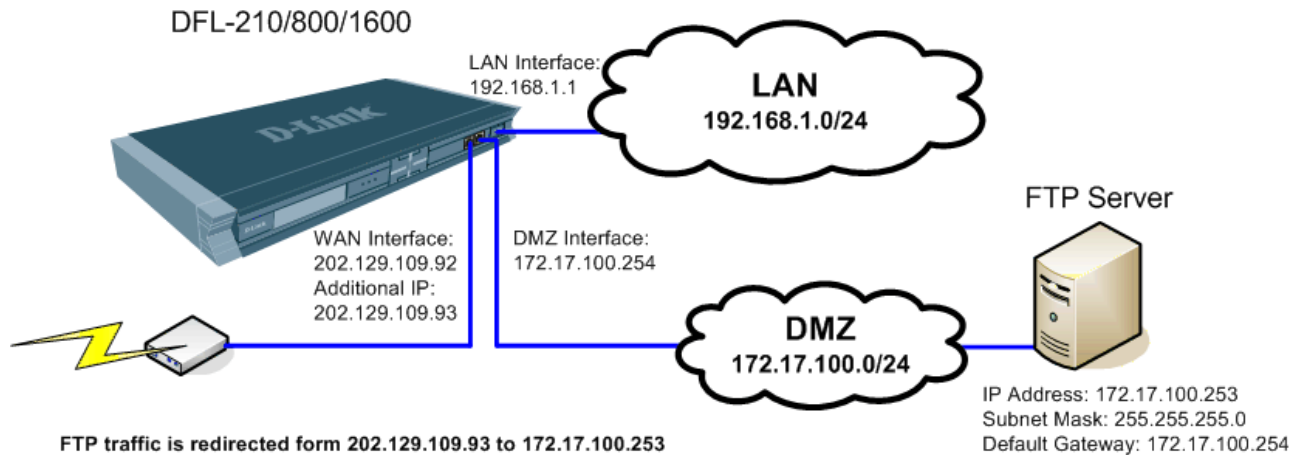 DFL-210/800/1600
LAN Interface:
192.168.1.1
LAN
192.168.1.0/24
D-Link
D-Link
WAN Interface:
202.129.109.92
Additional IP:
202.129.109.93
DMZ Interface:
172.17.100.254
FTP Server
DMZ
172.17.100.0/24
IP Address: 172.17.100.253
Subnet Mask: 255.255.255.0
Default Gateway: 172.17.100.254
FTP traffic is redirected form 202.129.109.93 to 172.17.100.253